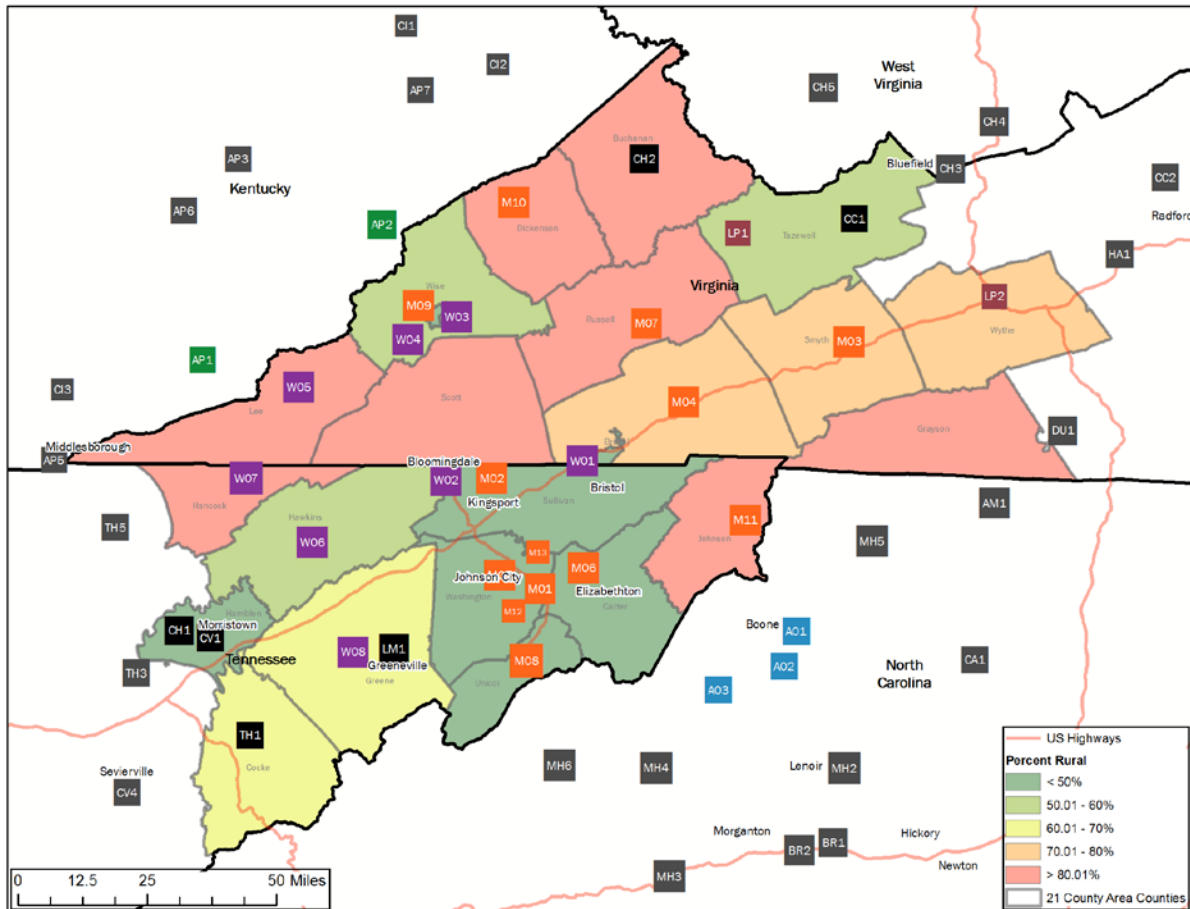 CI1
CI2
West
Virginia
AP7
CH5
CH4
Buchanan
CH2
Bluefield
CH3
AP3
Kentucky
CC2
AP6
M10
Dickenson
AP2
LP1
Tazewell
CC1
Radford
HA1
Wise
Virginia
LP2
M09
W03
Russell
M07
Wythe
W04
Smyth
M03
AP1
W05
CI3
Lee
Scott
M04
Grayson
DU1
Middlesborough
AP5
Bloomingdale
W01
W07
W02
M02
Kingsport
Sullivan
Bristol
Hancock
AM1
TH5
Hawkins
W06
Johnson
M11
MH5
M13
Johnson City
M06
M01
Elizabethton
Washington
Carter
M12
Hamblen
CH1
Morristown
CV1
Boone
AO1
Tennessee
W08
LM1
Greeneville
Greene
M08
AO2
North
Carolina
CA1
TH3
Unicoi
AO3
TH1
Cocke
Sevierville
CV4
MH6
MH4
Lenoir
MH2
Morganton
BR2
BR1
Hickory
Newton
MH3
US Highways
Percent Rural
< 50%
50.01 - 60%
60.01 - 70%
70.01 - 80%
> 80.01%
21 County Area Counties
0 12.5 25 50 Miles